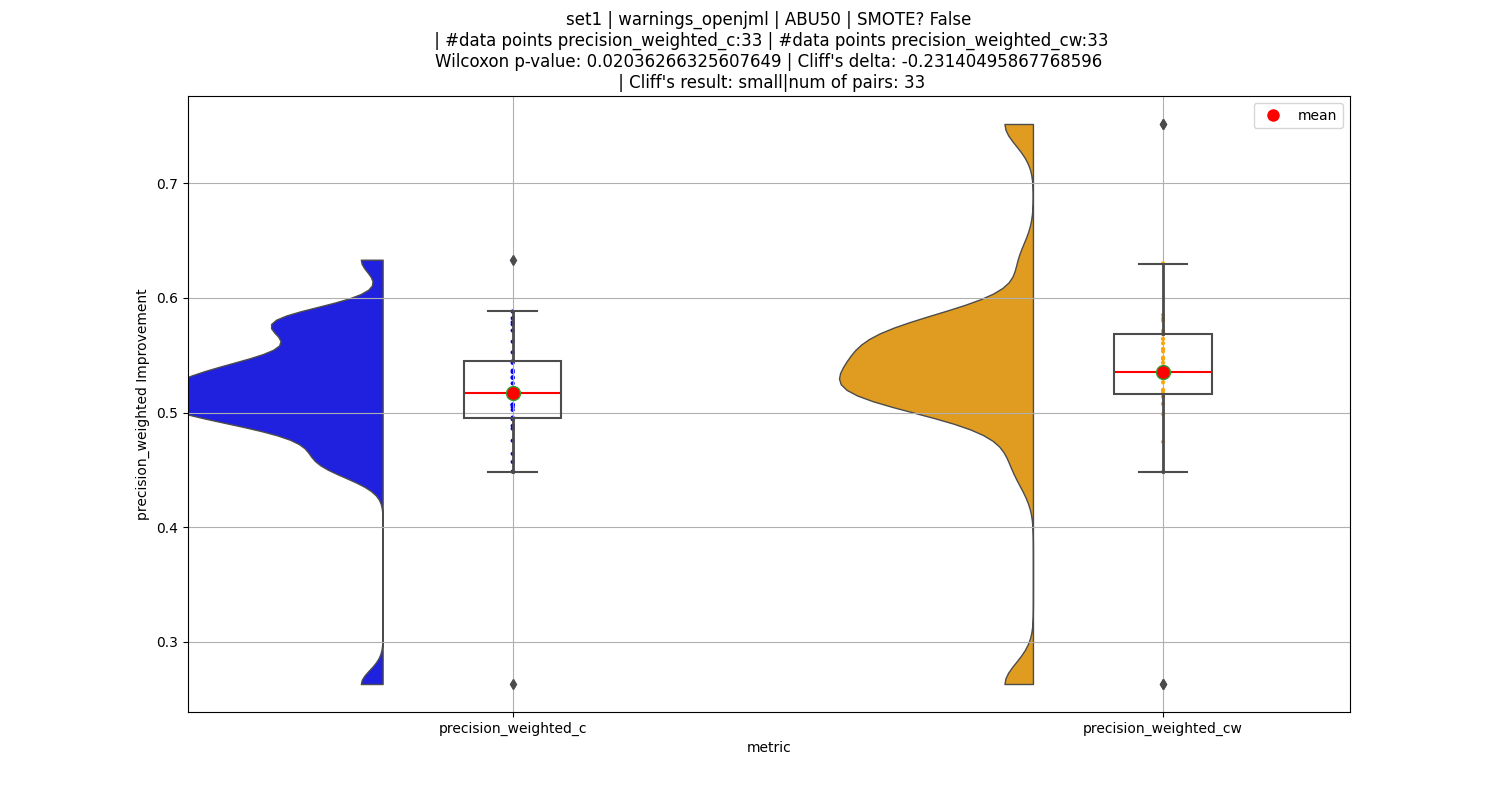 set1 | warnings_openjml | ABU50 | SMOTE? False
| #data points precision_weighted_c:33 | #data points precision_weighted_cw:33
Wilcoxon p-value: 0.02036266325607649 | Cliff's delta: -0.23140495867768596
| Cliff's result: small|num of pairs: 33
mean
0.7
0.6
0.5
0.4
0.3
precision_weighted Improvement
precision_weighted_c
precision_weighted_cw
metric